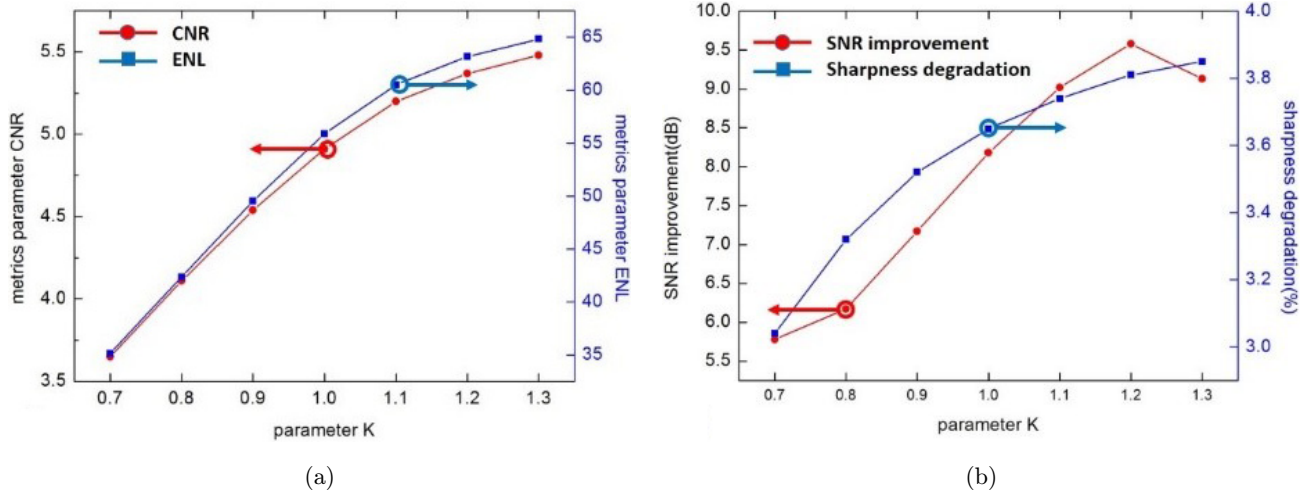 CNR
ENL
metrics parameter CNR
5.5
5.0
4.5
4.0
3.5
65
60
55
50
45
40
35
metrics parameter ENL
0.7 0.8 0.9 1.0 1.1 1.2 1.3
parameter K
(a)
SNR improvement
Sharpness degradation
SNR improvement(dB)
10.0
9.5
9.0
8.5
8.0
7.5
7.0
6.5
6.0
5.5
4.0
3.8
3.6
3.4
3.2
3.0
sharpness degradation(%)
0.7 0.8 0.9 1.0 1.1 1.2 1.3
parameter K
(b)